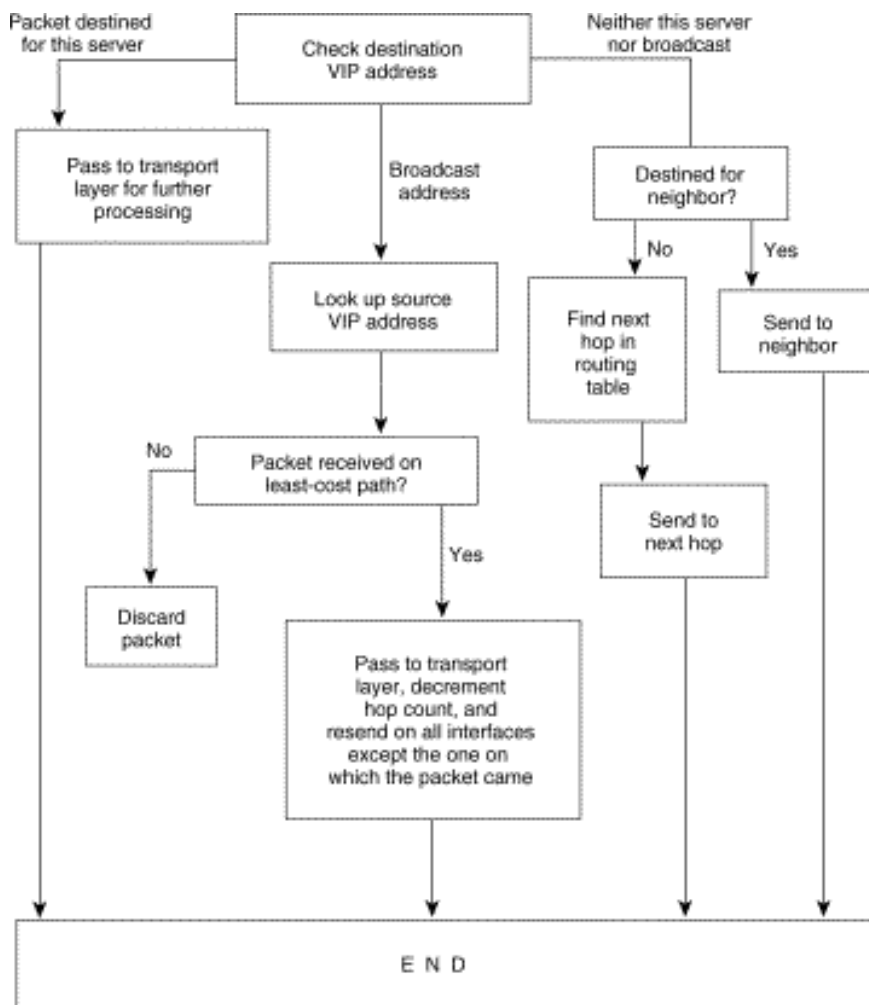 Packet destined
for this server
Check destination
VIP address
Neither this server
nor broadcast
Pass to transport
layer for further
processing
Broadcast
address
Destined for
neighbor?
No
Yes
Look up source
VIP address
Find next
hop in
routing
table
Send to
neighbor
No
Packet received on
least-cost path?
Yes
Send to
next hop
Discard
packet
Pass to transport
layer, decrement
hop count, and
resend on all interfaces
except the one on
which the packet came
E N D